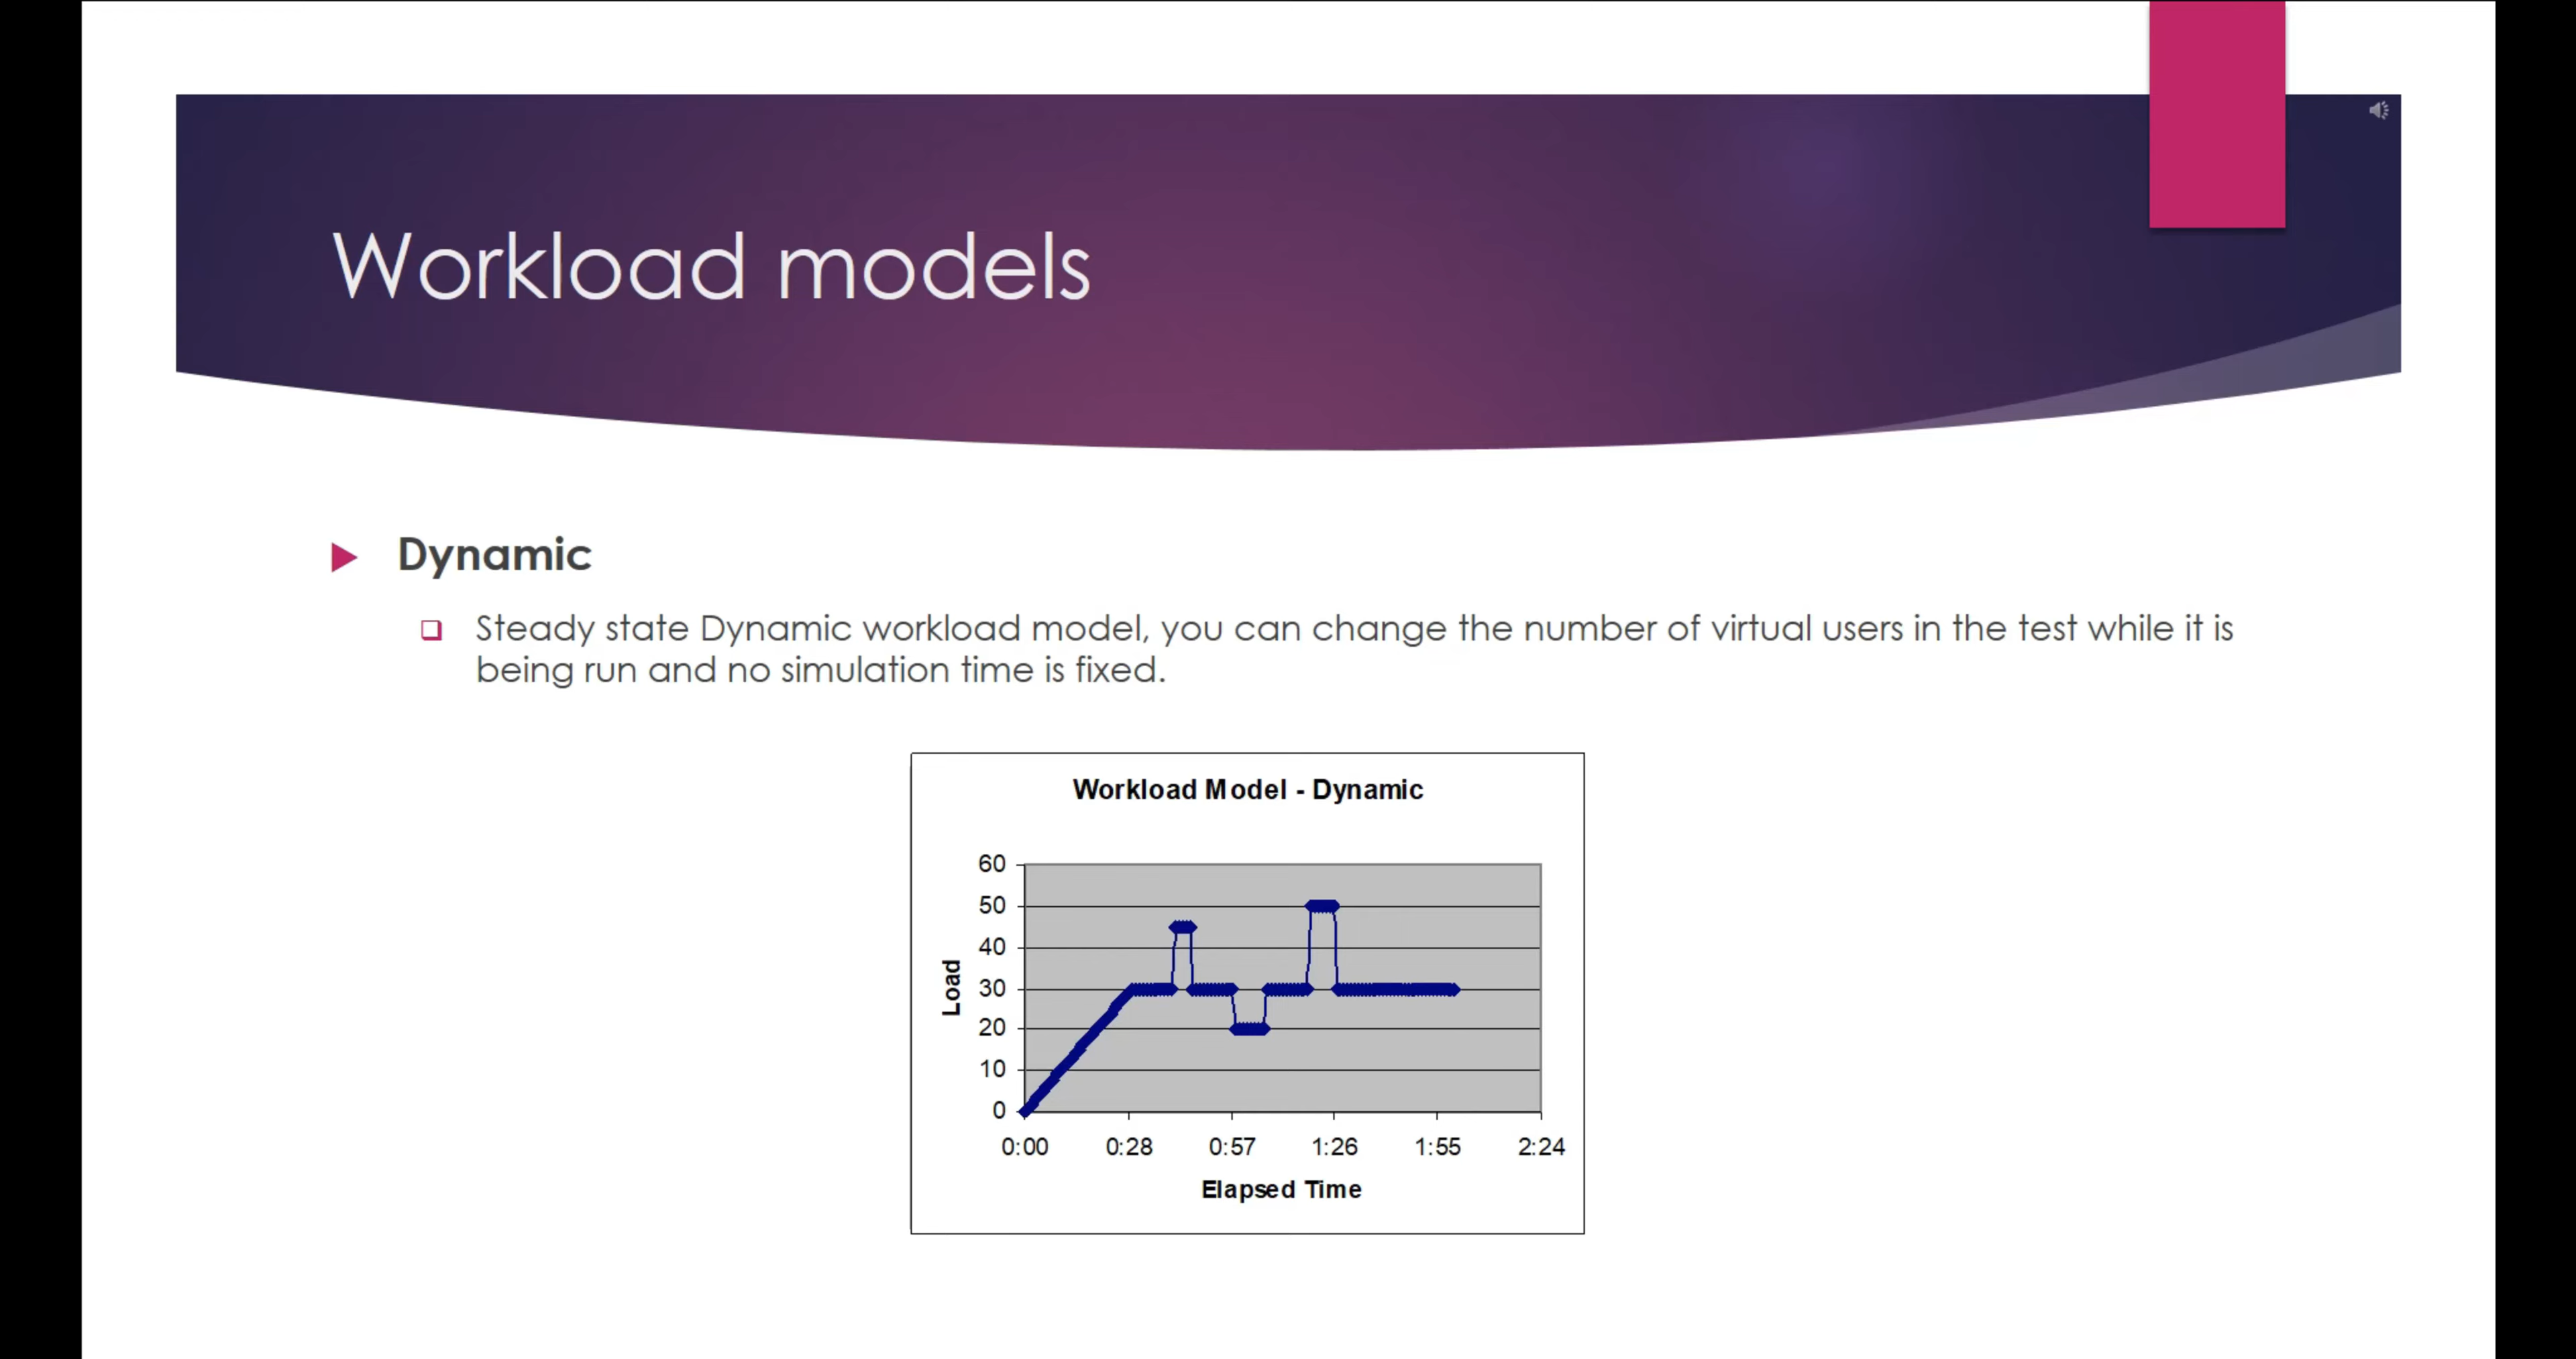 Workload models
Dynamic
Steady state Dynamic workload model, you can change the number of virtual users in the test while it is
being run and no simulation time is fixed.
Workload Model - Dynamic
60
50
40
30
20
10
0
Load
0:00 0:28 0:57 1:26 1:55 2:24
Elapsed Time